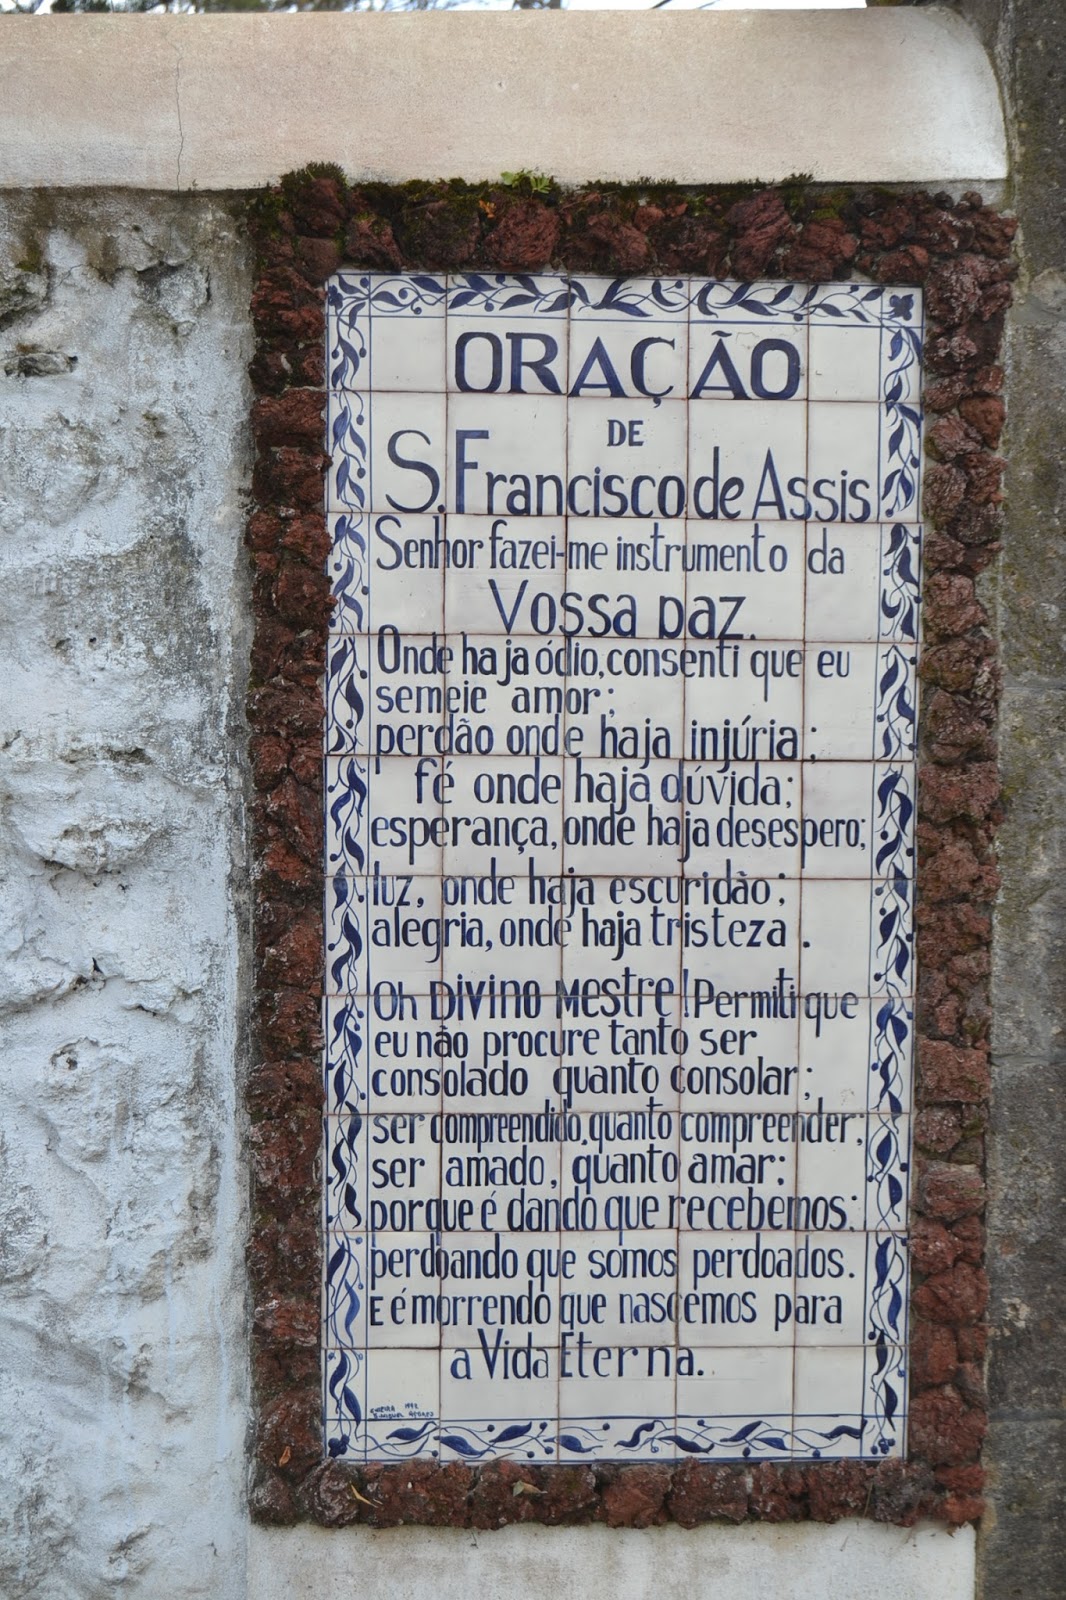 ORAÇÃO
DE
S. Francisco de Assis
Senhor fazei-me instrumento da
Vossa paz.
Onde haja ódio, consenti que eu
semeie amor;
perdão onde haja injúria;
fé onde haja dúvida;
esperança, onde haja desespero;
luz, onde haja escuridão;
alegria, onde haja tristeza.
Oh Divino Mestre! Permiti que
eu não procure tanto ser
consolado quanto consolar;
ser compreendido, quanto compreender;
ser amado, quanto amar:
porque é dando que recebemos;
perdoando que somos perdoados.
E é morrendo que nascemos para
a Vida Eterna.